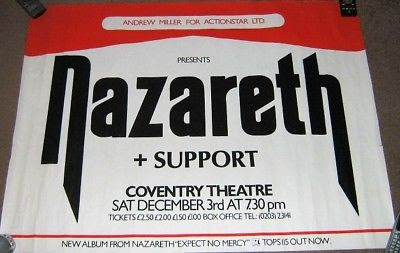 ANDREW MILLER FOR ACTIONSTAR LTD.
PRESENTS
Nazareth
+ SUPPORT
COVENTRY THEATRE
SAT DECEMBER 3rd AT 7.30 pm
TICKETS £2.50 £2.00 £1.50 £1.00 BOX OFFICE TEL: (0203) 23141
NEW ALBUM FROM NAZARETH "EXPECT NO MERCY" TOPS 115 OUT NOW.